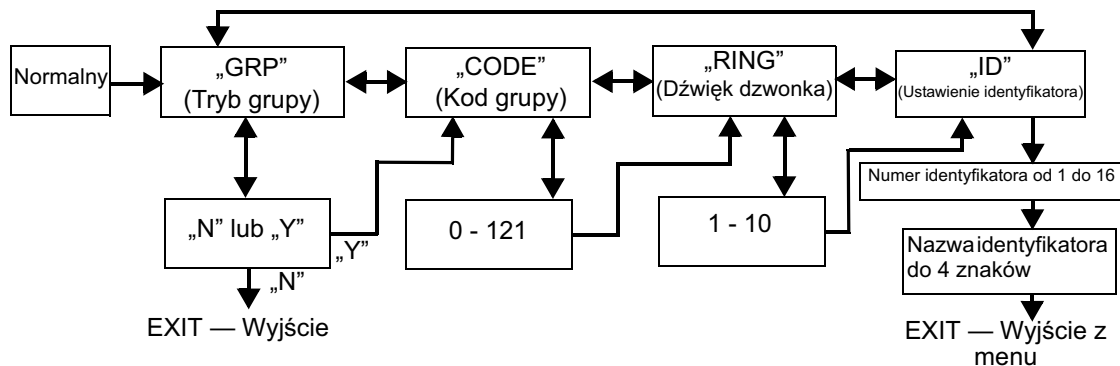 Normalny
„GRP”
(Tryb grupy)
„CODE”
(Kod grupy)
„RING”
(Dźwięk dzwonka)
„ID”
(Ustawienie identyfikatora)
„N” lub „Y”
„Y”
„N”
EXIT — Wyjście
0 - 121
1 - 10
Numer identyfikatora od 1 do 16
Nazwa identyfikatora
do 4 znaków
EXIT — Wyjście z
menu